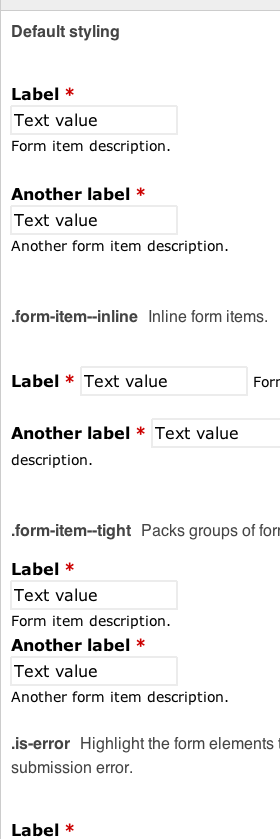 Default styling
Label *
Text value
Form item description.
Another label *
Text value
Another form item description.
.form-item--inline Inline form items.
Label * Text value
Another label * Text value
description.
.form-item--tight Packs groups of
Label *
Text value
Form item description.
Another label *
Text value
Another form item description.
.is-error Highlight the form elements
submission error.
Label *